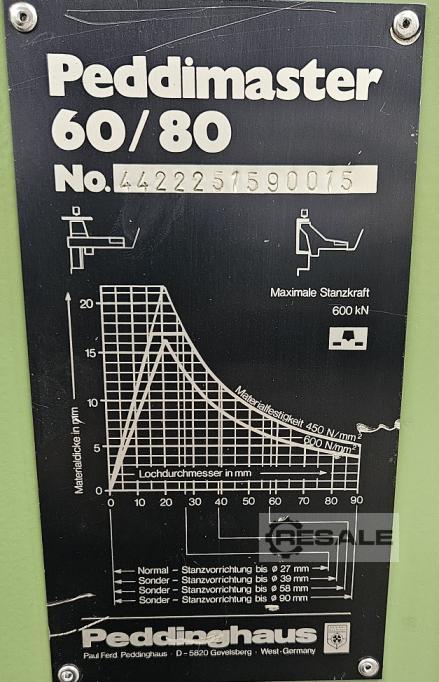 Peddimaster
60/80
No. 4422251590015
Maximale Stanzkraft
600 kN
Materialdicke in mm
20
15
10
5
0
Materialfestigkeit 450 N/mm²
600 N/mm²
Lochdurchmesser in mm
0 10 20 30 40 50 60 70 80 90
RESALE
Normal - Stanzvorrichtung bis ø 27 mm
Sonder - Stanzvorrichtung bis ø 39 mm
Sonder - Stanzvorrichtung bis ø 58 mm
Sonder - Stanzvorrichtung bis ø 90 mm
Peddinghaus
Paul Ferd. Peddinghaus · D-5820 Gevelsberg · West-Germany